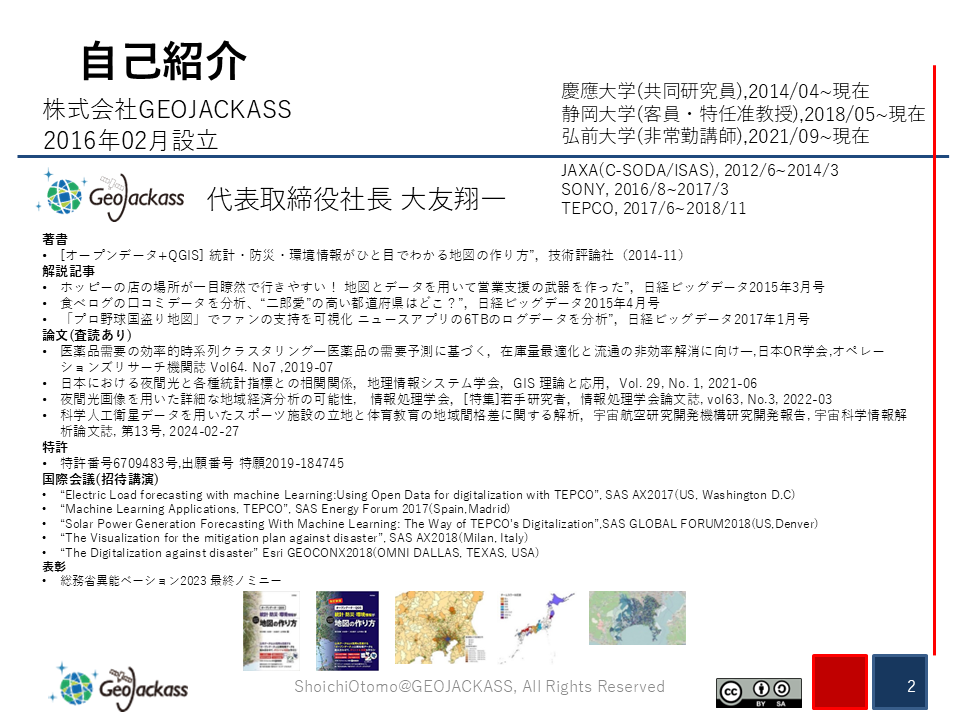 自己紹介
株式会社GEOJACKASS
2016年02月設立
慶應大学(共同研究員),2014/04~現在
静岡大学(客員・特任准教授),2018/05~現在
弘前大学(非常勤講師),2021/09~現在
GeoJackass
代表取締役社長 大友翔一
JAXA(C-SODA/ISAS), 2012/6~2014/3
SONY, 2016/8~2017/3
TEPCO, 2017/6~2018/11
著書
• [オープンデータ+QGIS] 統計・防災・環境情報がひと目でわかる地図の作り方”，技術評論社（2014-11）
解説記事
• ホッピーの店の場所が一目瞭然で行きやすい！ 地図とデータを用いて営業支援の武器を作った”，日経ビッグデータ2015年3月号
• 食べログの口コミデータを分析、“二郎愛”の高い都道府県はどこ？”，日経ビッグデータ2015年4月号
• 「プロ野球国盗り地図」でファンの支持を可視化 ニュースアプリの6TBのログデータを分析”，日経ビッグデータ2017年1月号
論文(査読あり)
• 医薬品需要の効率的時系列クラスタリングー医薬品の需要予測に基づく，在庫量最適化と流通の非効率解消に向けー,日本OR学会,オペレー
ションズリサーチ機関誌 Vol64. No7 ,2019-07
• 日本における夜間光と各種統計指標との相関関係，地理情報システム学会，GIS 理論と応用，Vol. 29, No. 1, 2021-06
• 夜間光画像を用いた詳細な地域経済分析の可能性， 情報処理学会，[特集]若手研究者，情報処理学会論文誌, vol63, No.3, 2022-03
• 科学人工衛星データを用いたスポーツ施設の立地と体育教育の地域間格差に関する解析，宇宙航空研究開発機構研究開発報告, 宇宙科学情報解
析論文誌, 第13号, 2024-02-27
特許
• 特許番号6709483号,出願番号 特願2019-184745
国際会議(招待講演)
• “Electric Load forecasting with machine Learning:Using Open Data for digitalization with TEPCO”, SAS AX2017(US, Washington D.C)
• “Machine Learning Applications, TEPCO”, SAS Energy Forum 2017(Spain,Madrid)
• “Solar Power Generation Forecasting With Machine Learning: The Way of TEPCO's Digitalization”,SAS GLOBAL FORUM2018(US,Denver)
• “The Visualization for the mitigation plan against disaster”, SAS AX2018(Milan, Italy)
• “The Digitalization against disaster” Esri GEOCONX2018(OMNI DALLAS, TEXAS, USA)
表彰
• 総務省異能ベーション2023 最終ノミニー
統計・防災・環境情報が
地図の作り方
統計・防災・環境情報が
地図の作り方
GeoJackass
ShoichiOtomo@GEOJACKASS, All Rights Reserved
cc
BY SA
2